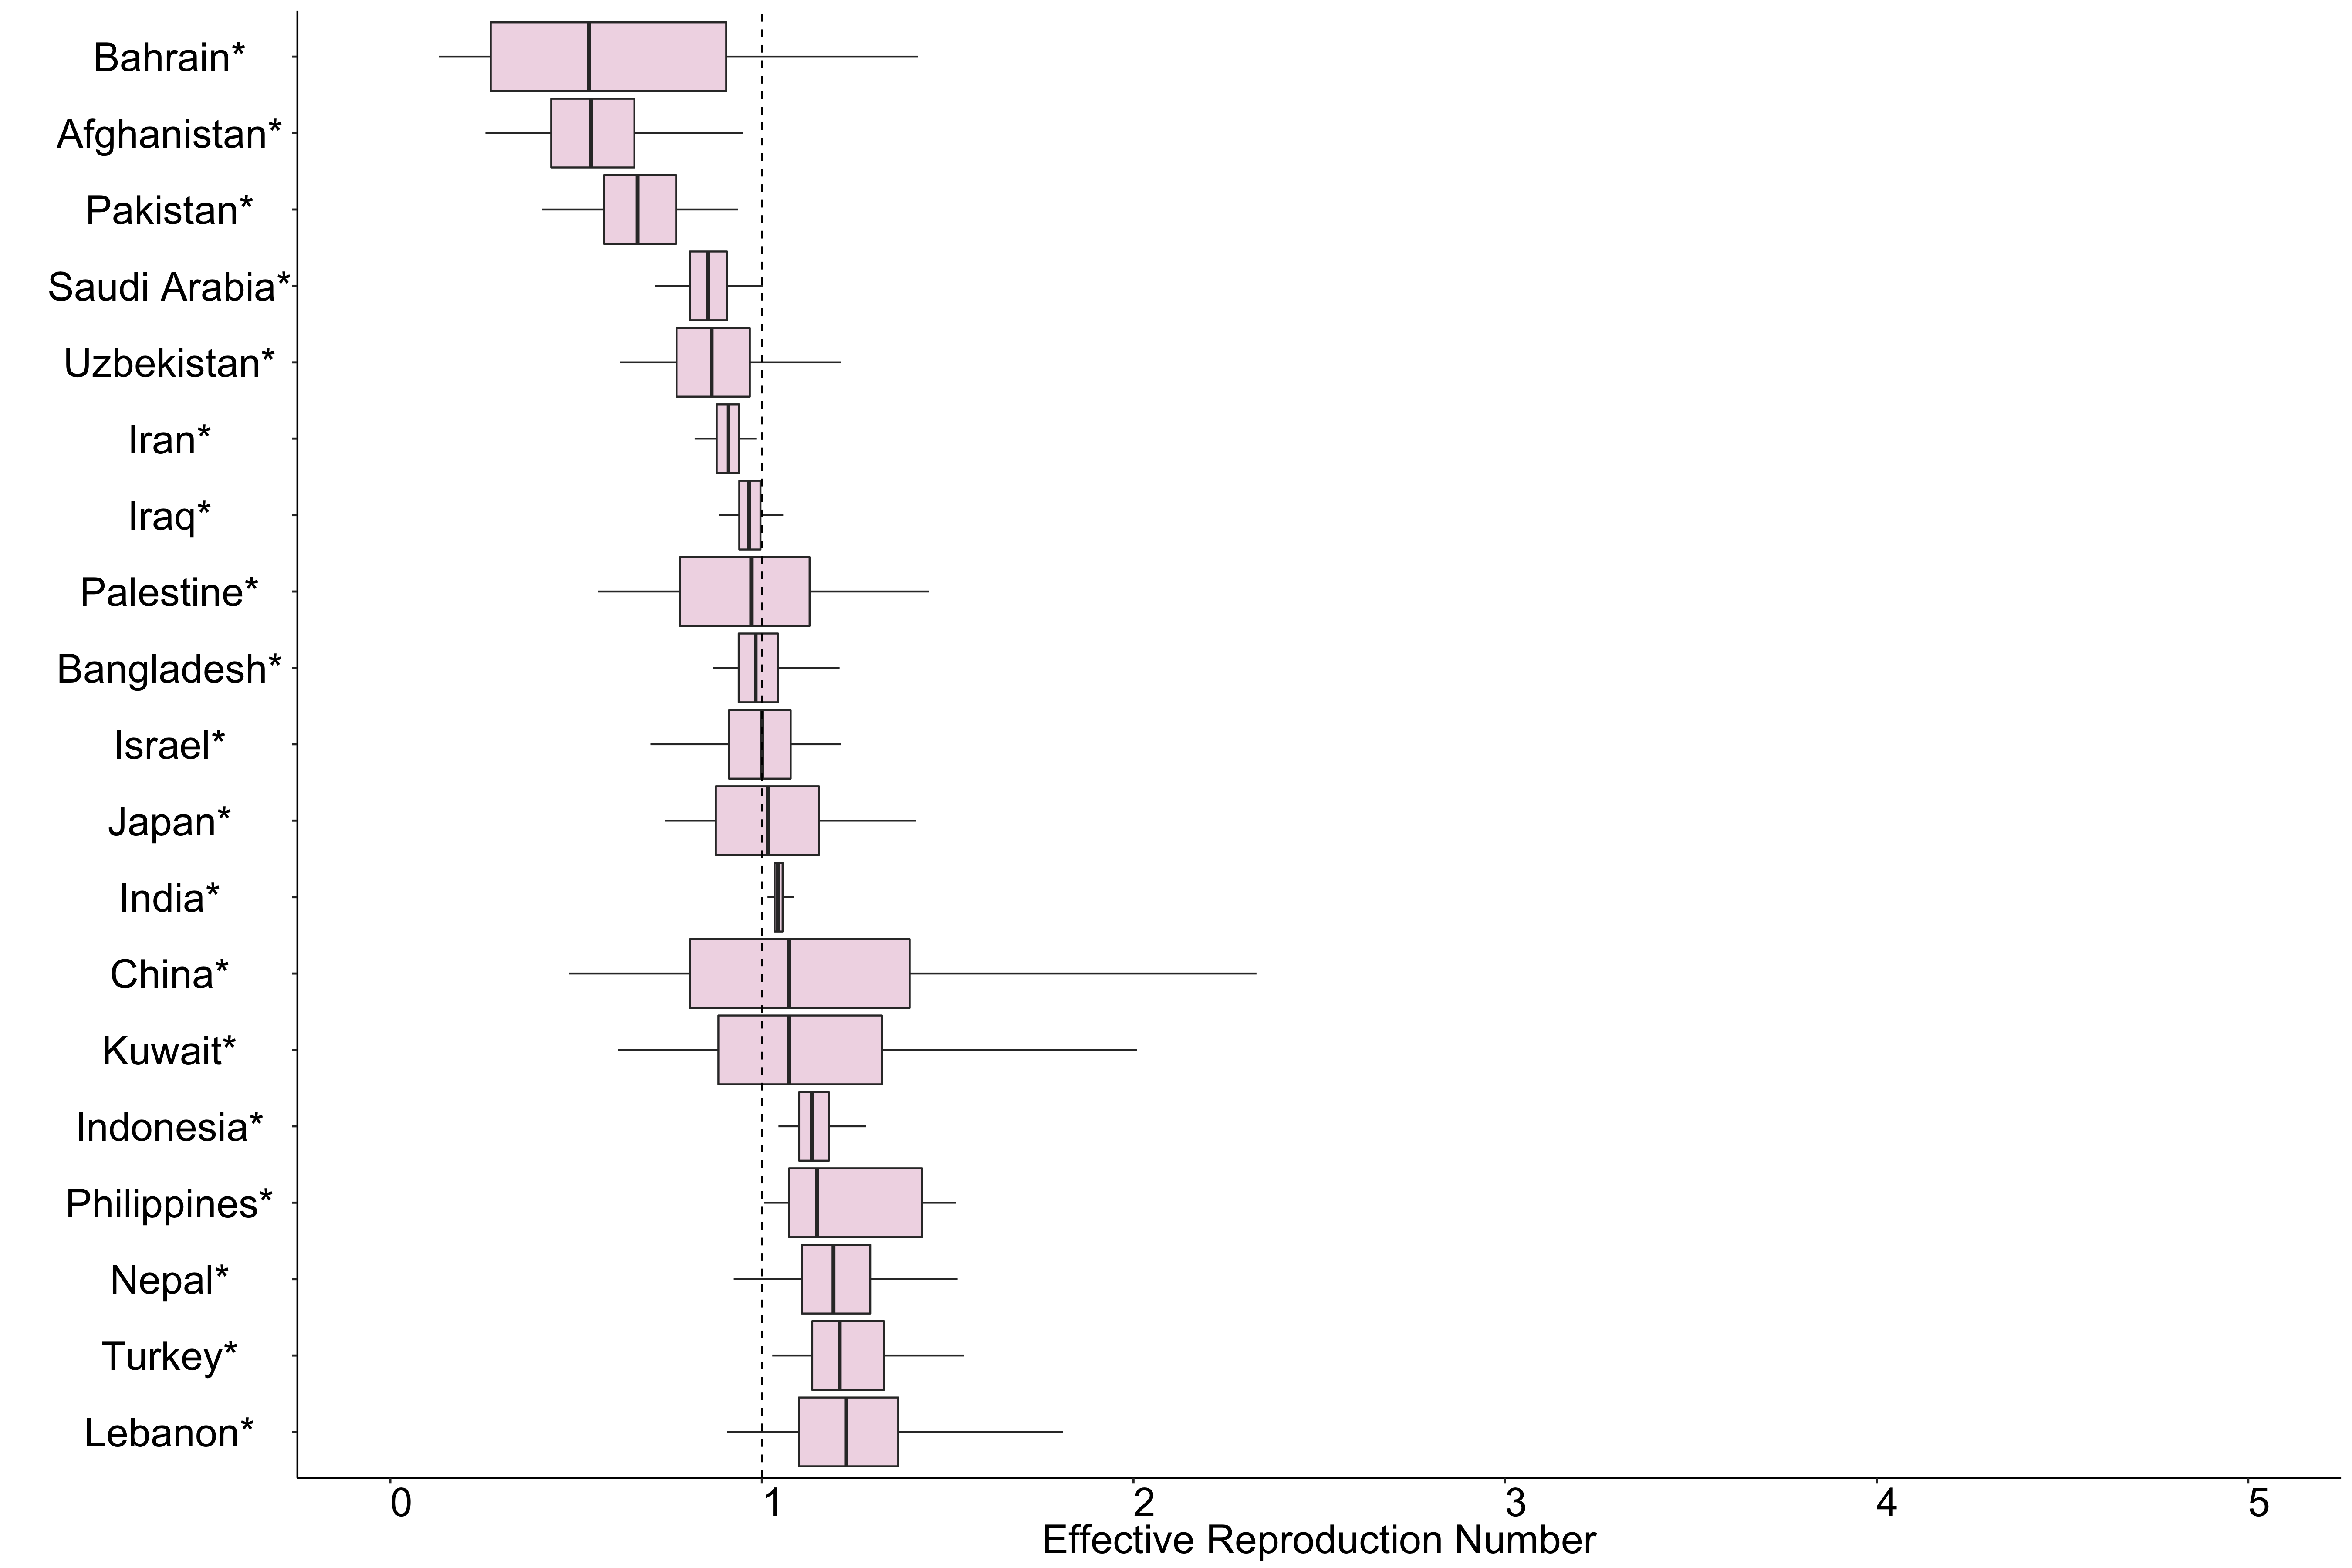 Bahrain*
Afghanistan*
Pakistan*
Saudi Arabia*
Uzbekistan*
Iran*
Iraq*
Palestine*
Bangladesh*
Israel*
Japan*
India*
China*
Kuwait*
Indonesia*
Philippines*
Nepal*
Turkey*
Lebanon*
0 1 2 3 4 5
Effective Reproduction Number